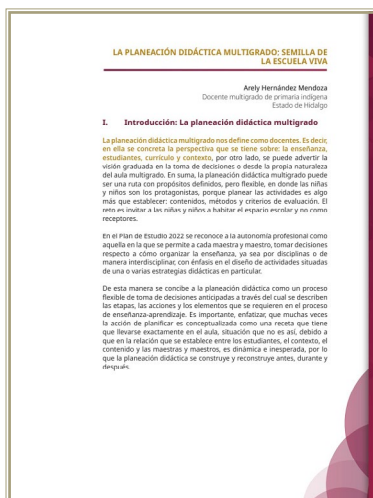 LA PLANEACIÓN DIDÁCTICA MULTIGRADO: SEMILLA DE
LA ESCUELA VIVA
Arely Hernández Mendoza
Docente multigrado de primaria indígena
Estado de Hidalgo
I. Introducción: La planeación didáctica multigrado
La planeación didáctica multigrado nos define como docentes. Es decir,
en ella se concreta la perspectiva que se tiene sobre: la enseñanza,
estudiantes, currículo y contexto, por otro lado, se puede advertir la
visión graduada en la toma de decisiones o desde la propia naturaleza
del aula multigrado. En suma, la planeación didáctica multigrado puede
ser una ruta con propósitos definidos, pero flexible, en donde las niñas
y niños son los protagonistas, porque planear las actividades es algo
más que establecer: contenidos, métodos y criterios de evaluación. El
reto es invitar a las niñas y niños a habitar el espacio escolar y no como
receptores.
En el Plan de Estudio 2022 se reconoce a la autonomía profesional como
aquella en la que se permite a cada maestra y maestro, tomar decisiones
respecto a cómo organizar la enseñanza, ya sea por disciplinas o de
manera interdisciplinar, con énfasis en el diseño de actividades situadas
de una o varias estrategias didácticas en particular.
De esta manera se concibe a la planeación didáctica como un proceso
flexible de toma de decisiones anticipadas a través del cual se describen
las etapas, las acciones y los elementos que se requieren en el proceso
de enseñanza-aprendizaje. Es importante, enfatizar, que muchas veces
la acción de planificar es conceptualizada como una receta que tiene
que llevarse exactamente en el aula, situación que no es así, debido a
que en la relación que se establece entre los estudiantes, el contexto, el
contenido y las maestras y maestros, es dinámica e inesperada, por lo
que la planeación didáctica se construye y reconstruye antes, durante y
después.